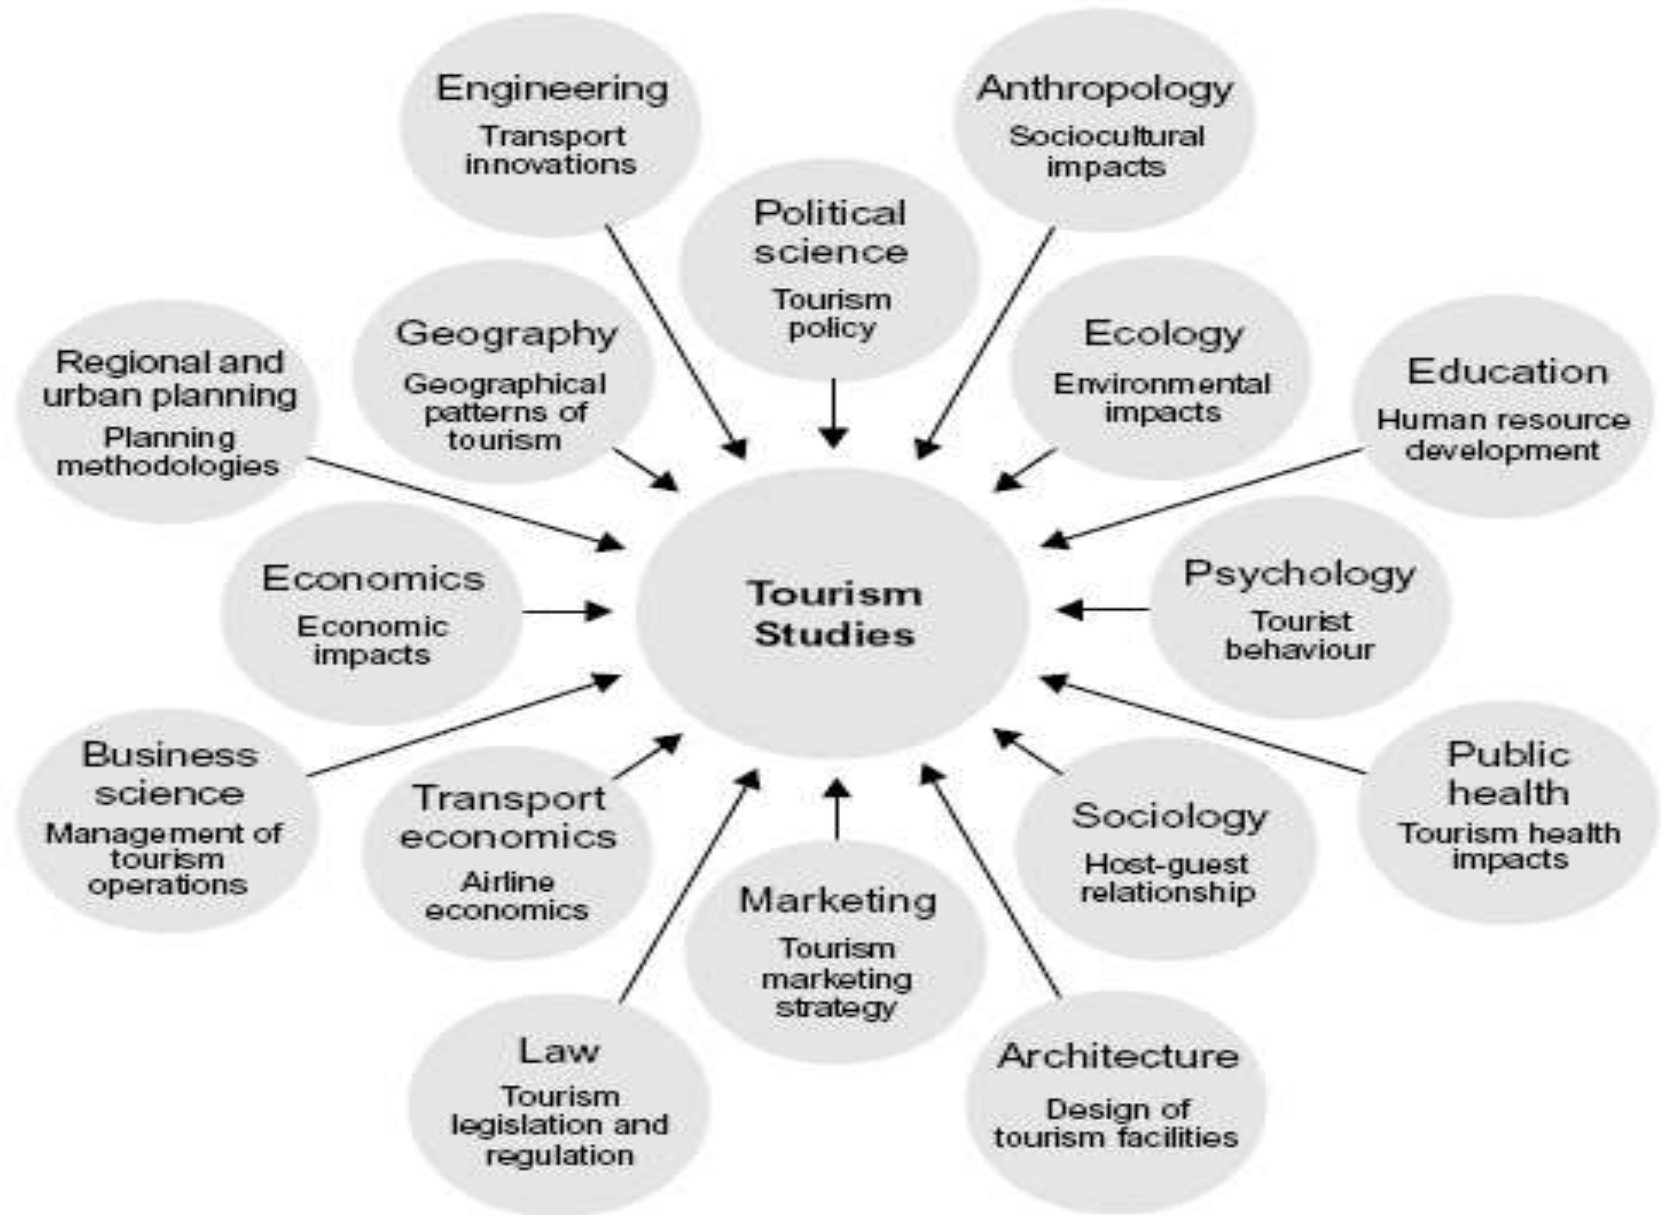 Engineering
Transport
innovations
Anthropology
Sociocultural
impacts
Political
science
Tourism
policy
Geography
Geographical
patterns of
tourism
Ecology
Environmental
impacts
Regional and
urban planning
Planning
methodologies
Education
Human resource
development
Economics
Economic
impacts
Tourism
Studies
Psychology
Tourist
behaviour
Business
science
Management of
tourism
operations
Transport
economics
Airline
economics
Sociology
Host-guest
relationship
Public
health
Tourism health
impacts
Marketing
Tourism
marketing
strategy
Law
Tourism
legislation and
regulation
Architecture
Design of
tourism facilities